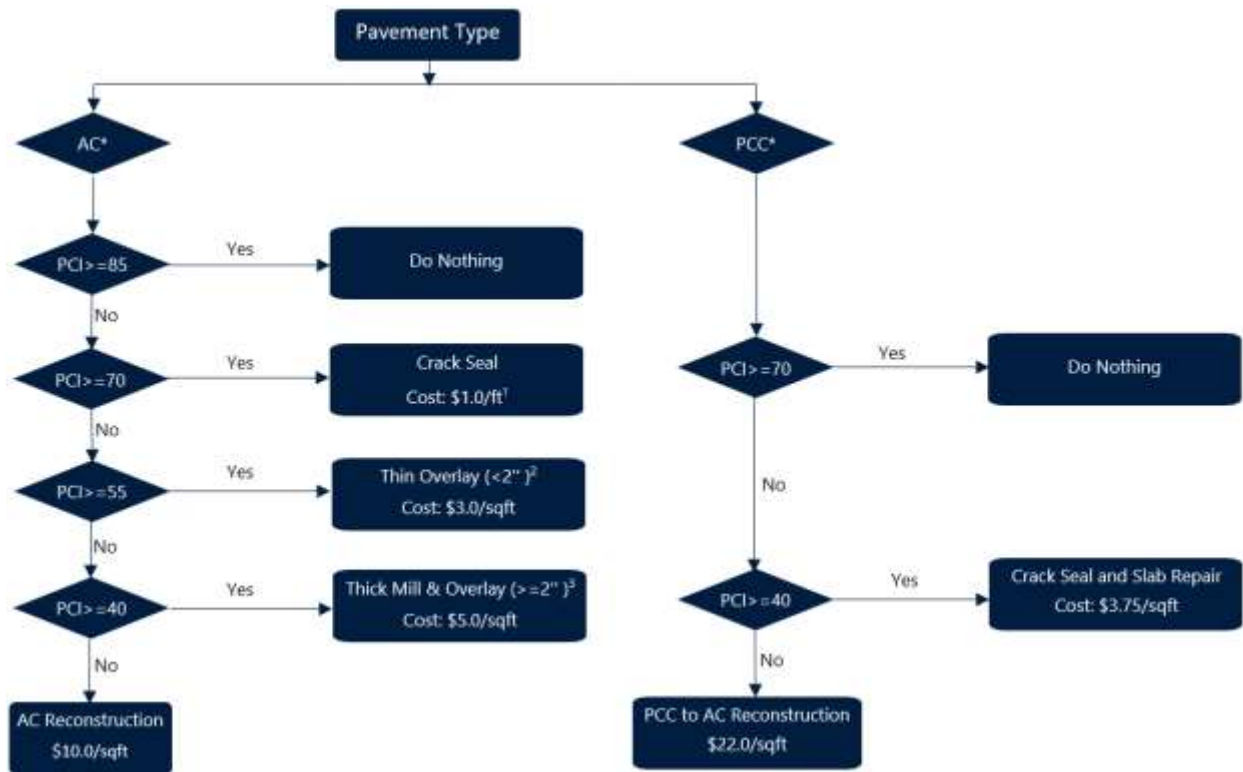 Pavement Type
AC*
PCC*
PCI>=85
Yes
Do Nothing
No
PCI>=70
Yes
Crack Seal
Cost: $1.0/ft¹
No
PCI>=55
Yes
Thin Overlay (<2'' )²
Cost: $3.0/sqft
No
PCI>=40
Yes
Thick Mill & Overlay (>=2'' )³
Cost: $5.0/sqft
No
AC Reconstruction
$10.0/sqft
PCI>=70
Yes
Do Nothing
No
PCI>=40
Yes
Crack Seal and Slab Repair
Cost: $3.75/sqft
No
PCC to AC Reconstruction
$22.0/sqft